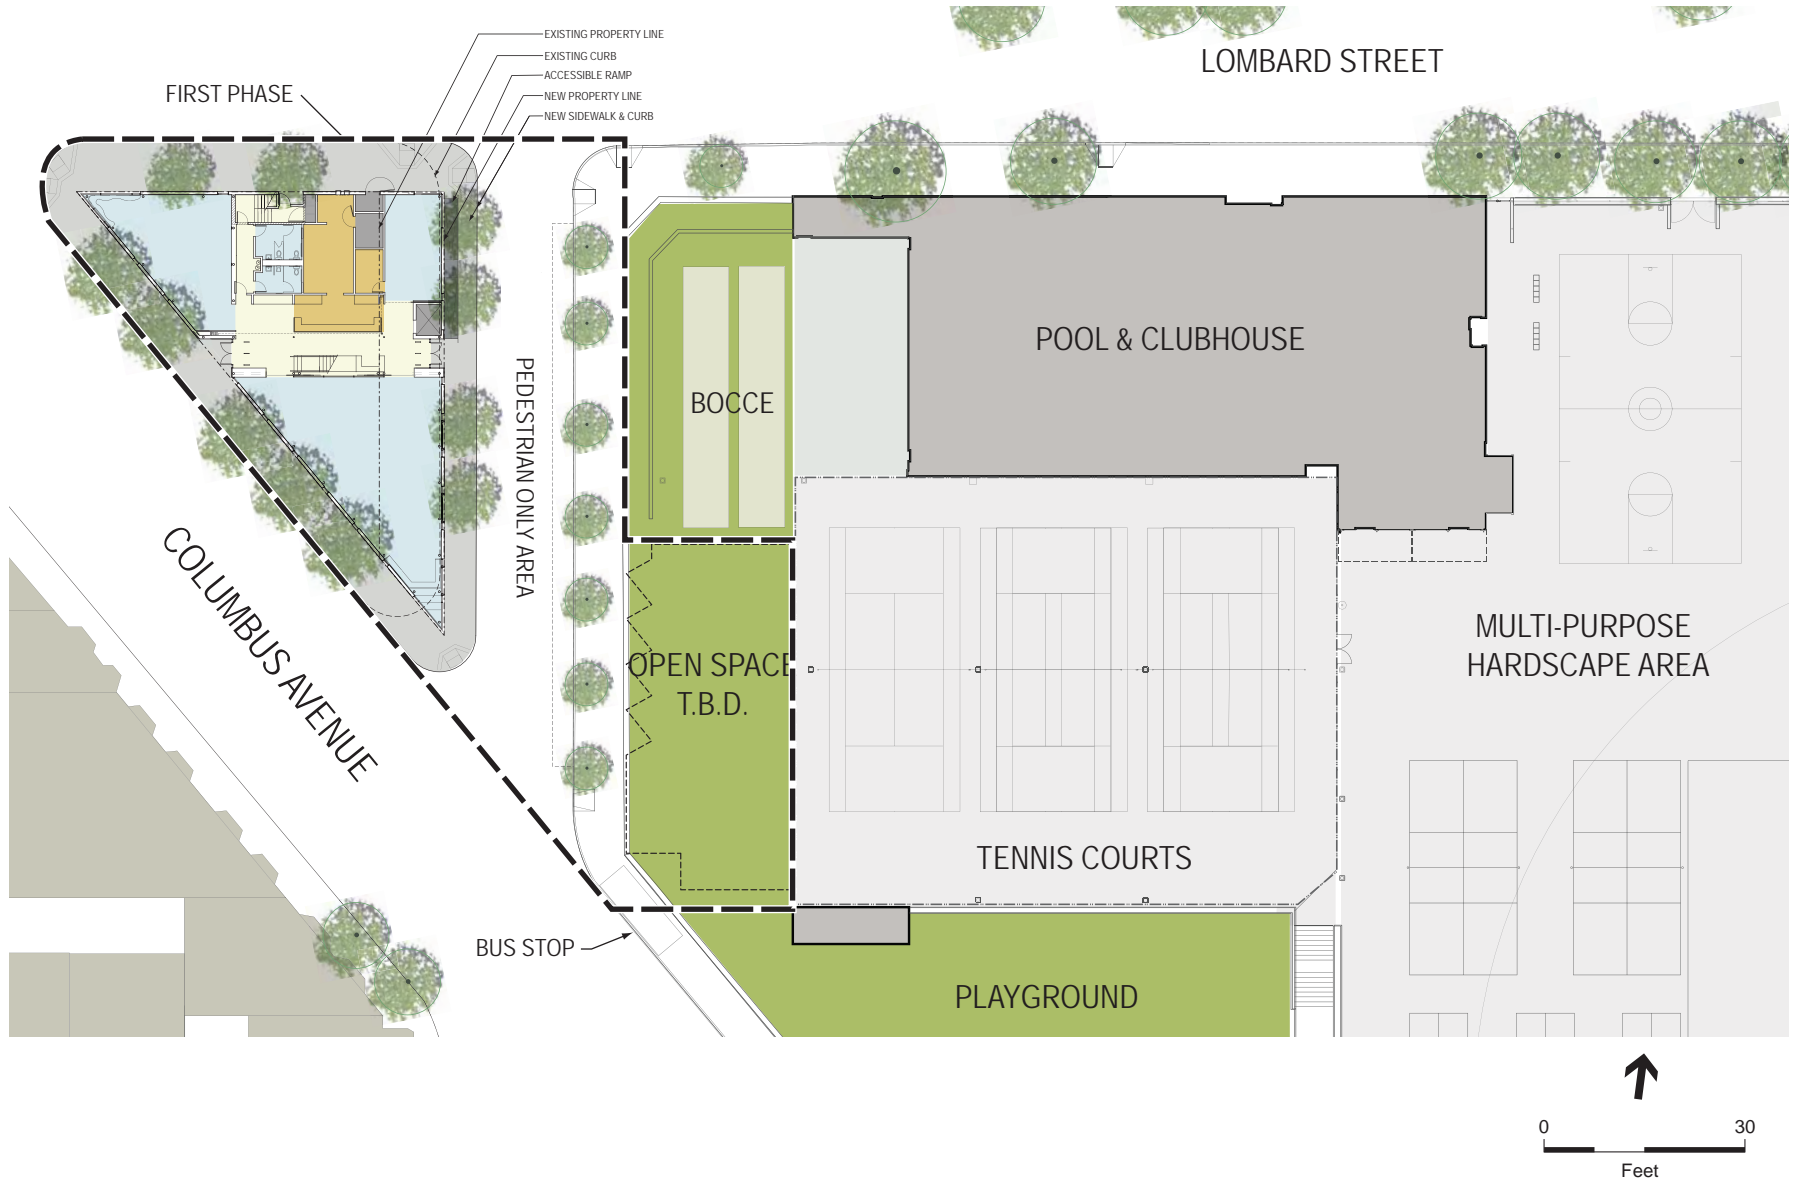 EXISTING PROPERTY LINE
EXISTING CURB
ACCESSIBLE RAMP
NEW PROPERTY LINE
NEW SIDEWALK & CURB
FIRST PHASE
LOMBARD STREET
POOL & CLUBHOUSE
BOCCE
PEDESTRIAN ONLY AREA
COLUMBUS AVENUE
OPEN SPACE
T.B.D.
MULTI-PURPOSE
HARDSCAPE AREA
TENNIS COURTS
BUS STOP
PLAYGROUND
0 30
Feet